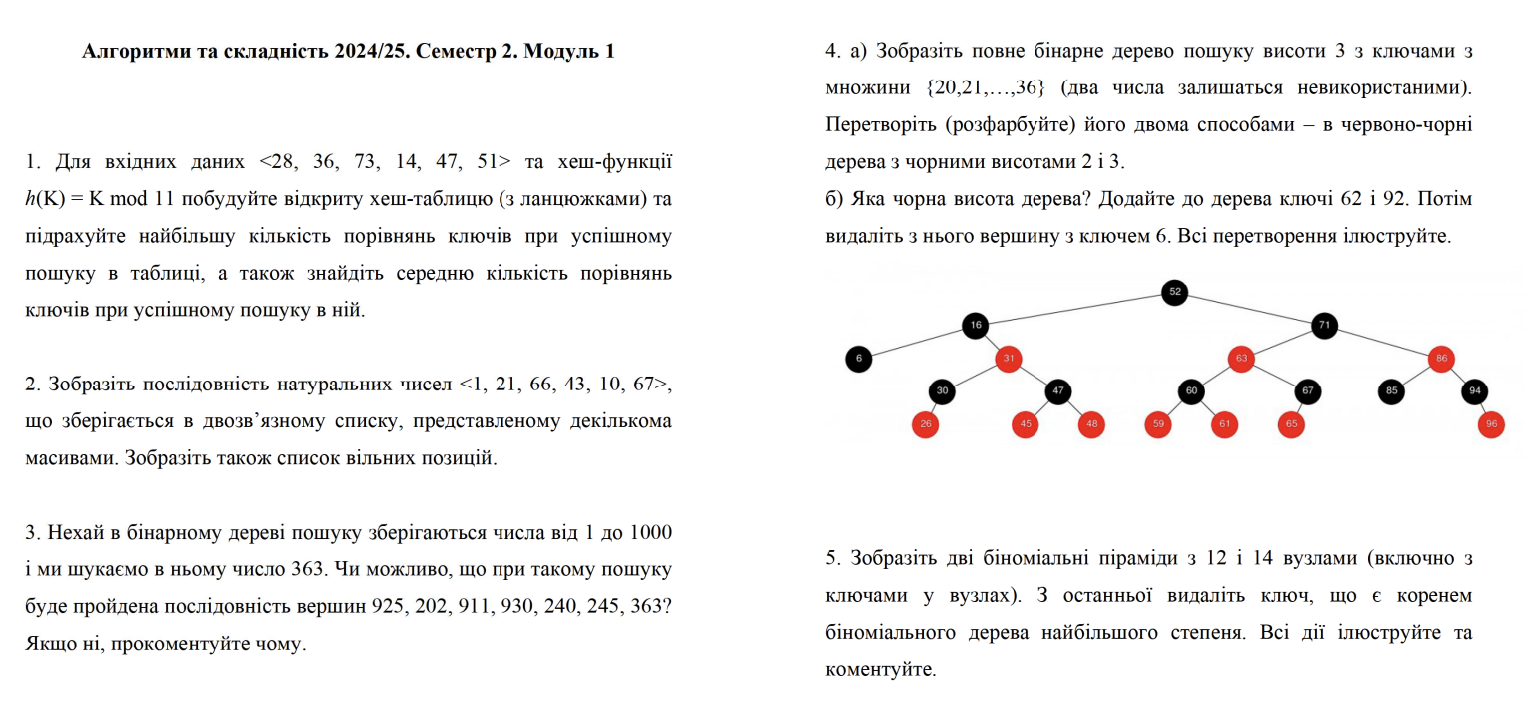 Алгоритми та складність 2024/25. Семестр 2. Модуль 1
1. Для вхідних даних <28, 36, 73, 14, 47, 51> та хеш-функції
h(K) = K mod 11 побудуйте відкриту хеш-таблицю (з ланцюжками) та
підрахуйте найбільшу кількість порівнянь ключів при успішному
пошуку в таблиці, а також знайдіть середню кількість порівнянь
ключів при успішному пошуку в ній.
2. Зобразіть послідовність натуральних чисел <1, 21, 66, 43, 10, 67>,
що зберігається в двозв’язному списку, представленому декількома
масивами. Зобразіть також список вільних позицій.
3. Нехай в бінарному дереві пошуку зберігаються числа від 1 до 1000
і ми шукаємо в ньому число 363. Чи можливо, що при такому пошуку
буде пройдена послідовність вершин 925, 202, 911, 930, 240, 245, 363?
Якщо ні, прокоментуйте чому.
4. а) Зобразіть повне бінарне дерево пошуку висоти 3 з ключами з
множини {20,21,…,36} (два числа залишаться невикористаними).
Перетворіть (розфарбуйте) його двома способами – в червоно-чорні
дерева з чорними висотами 2 і 3.
б) Яка чорна висота дерева? Додайте до дерева ключі 62 і 92. Потім
видаліть з нього вершину з ключем 6. Всі перетворення ілюструйте.
52
16 71
6 31 63 86
30 47 60 67 85 94
26 45 48 59 61 65 96
5. Зобразіть дві біноміальні піраміди з 12 і 14 вузлами (включно з
ключами у вузлах). З останньої видаліть ключ, що є коренем
біноміального дерева найбільшого степеня. Всі дії ілюструйте та
коментуйте.